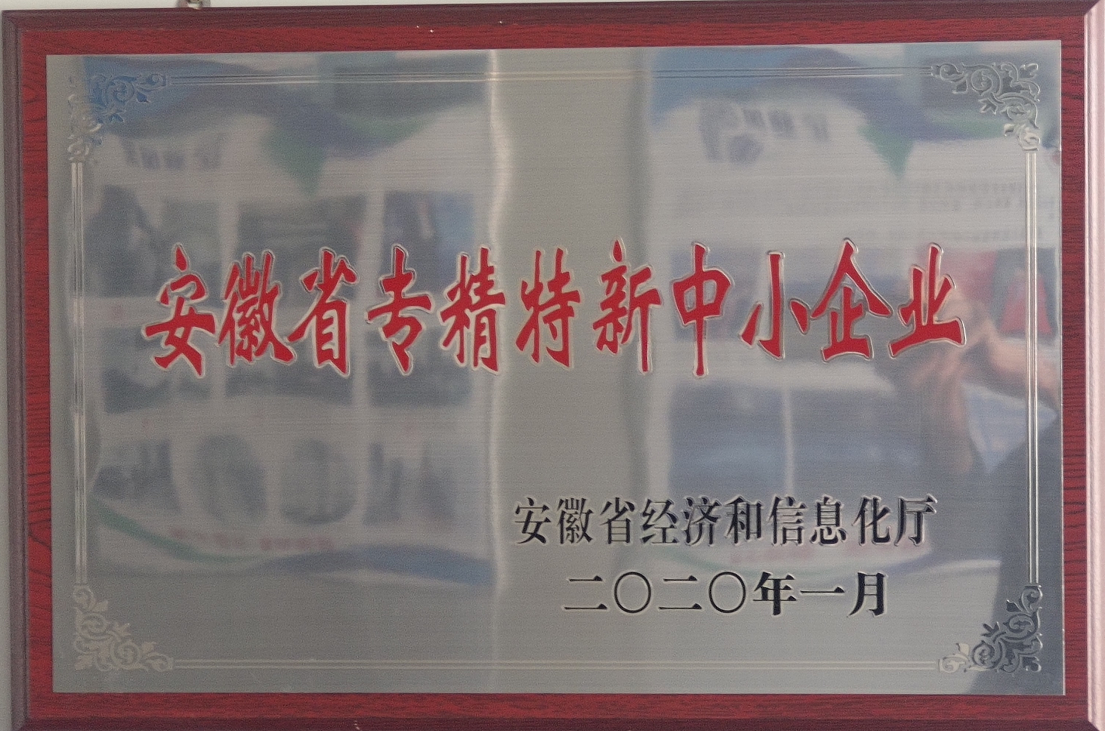 安徽省专精特新中小企业
安徽省经济和信息化厅
二〇二〇年一月